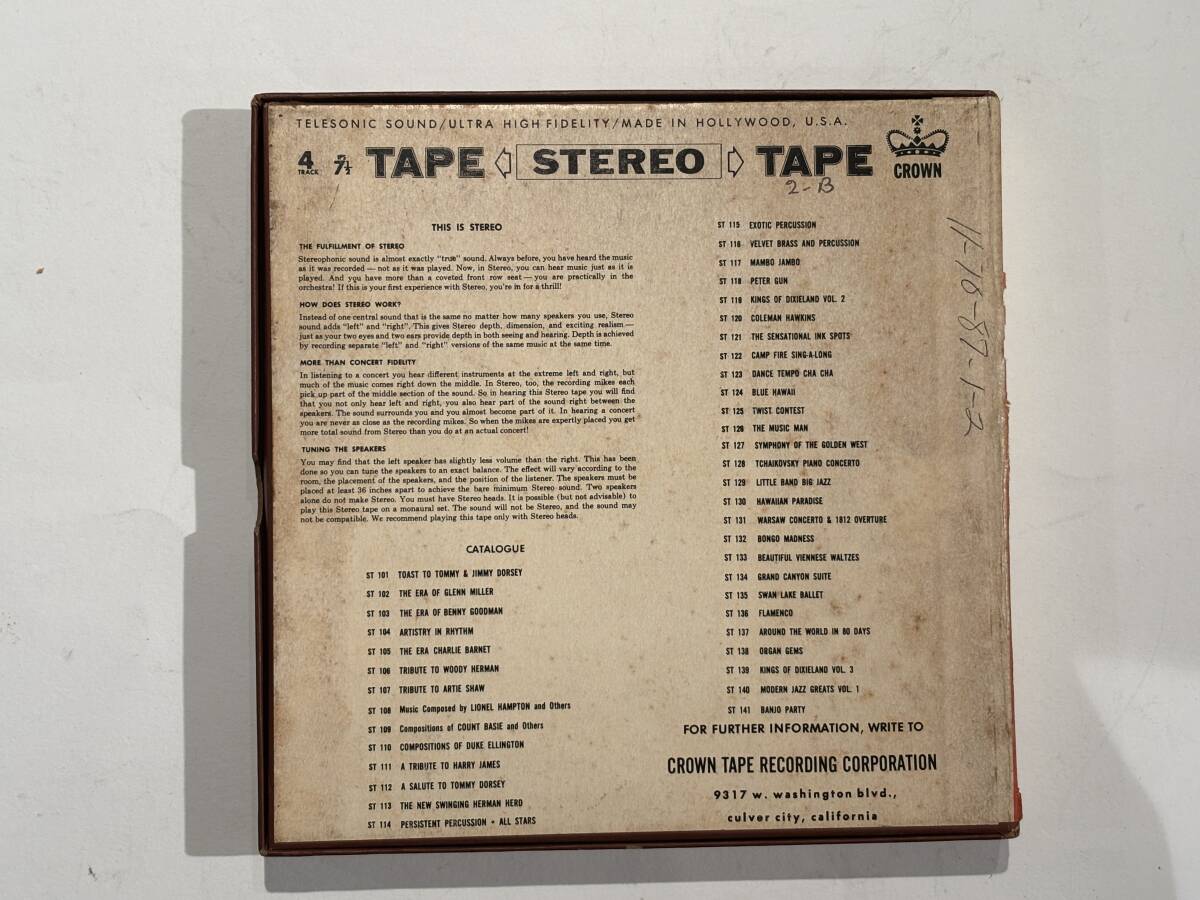 TELESONIC SOUND/ULTRA HIGH FIDELITY/MADE IN HOLLYWOOD, U.S.A.
4 TRACK 7½ TAPE STEREO TAPE
CROWN
2-B
11-16-87-1-2
THIS IS STEREO
THE FULFILLMENT OF STEREO
Stereophonic sound is almost exactly "true" sound. Always before, you have heard the music
as it was recorded — not as it was played. Now, in Stereo, you can hear music just as it is
played. And you have more than a coveted front row seat — you are practically in the
orchestra! If this is your first experience with Stereo, you're in for a thrill!
HOW DOES STEREO WORK?
Instead of one central sound that is the same no matter how many speakers you use, Stereo
sound adds "left" and "right". This gives Stereo depth, dimension, and exciting realism —
just as your two eyes and two ears provide depth in both seeing and hearing. Depth is achieved
by recording separate "left" and "right" versions of the same music at the same time.
MORE THAN CONCERT FIDELITY
In listening to a concert you hear different instruments at the extreme left and right, but
much of the music comes right down the middle. In Stereo, too, the recording mikes each
pick up part of the middle section of the sound. So in hearing this Stereo tape you will find
that you not only hear left and right, you also hear part of the sound right between the
speakers. The sound surrounds you and you almost become part of it. In hearing a concert
you are never as close as the recording mikes. So when the mikes are expertly placed you get
more total sound from Stereo than you do at an actual concert!
TUNING THE SPEAKERS
You may find that the left speaker has slightly less volume than the right. This has been
done so you can tune the speakers to an exact balance. The effect will vary according to the
room, the placement of the speakers, and the position of the listener. The speakers must be
placed at least 36 inches apart to achieve the bare minimum Stereo sound. Two speakers
alone do not make Stereo. You must have Stereo heads. It is possible (but not advisable) to
play this Stereo tape on a monaural set. The sound will not be Stereo, and the sound may
not be compatible. We recommend playing this tape only with Stereo heads.
CATALOGUE
ST 101 TOAST TO TOMMY & JIMMY DORSEY
ST 102 THE ERA OF GLENN MILLER
ST 103 THE ERA OF BENNY GOODMAN
ST 104 ARTISTRY IN RHYTHM
ST 105 THE ERA CHARLIE BARNET
ST 106 TRIBUTE TO WOODY HERMAN
ST 107 TRIBUTE TO ARTIE SHAW
ST 108 Music Composed by LIONEL HAMPTON and Others
ST 109 Compositions of COUNT BASIE and Others
ST 110 COMPOSITIONS OF DUKE ELLINGTON
ST 111 A TRIBUTE TO HARRY JAMES
ST 112 A SALUTE TO TOMMY DORSEY
ST 113 THE NEW SWINGING HERMAN HERD
ST 114 PERSISTENT PERCUSSION • ALL STARS
ST 115 EXOTIC PERCUSSION
ST 116 VELVET BRASS AND PERCUSSION
ST 117 MAMBO JAMBO
ST 118 PETER GUN
ST 119 KINGS OF DIXIELAND VOL. 2
ST 120 COLEMAN HAWKINS
ST 121 THE SENSATIONAL INK SPOTS
ST 122 CAMP FIRE SING-A-LONG
ST 123 DANCE TEMPO CHA CHA
ST 124 BLUE HAWAII
ST 125 TWIST CONTEST
ST 126 THE MUSIC MAN
ST 127 SYMPHONY OF THE GOLDEN WEST
ST 128 TCHAIKOVSKY PIANO CONCERTO
ST 129 LITTLE BAND BIG JAZZ
ST 130 HAWAIIAN PARADISE
ST 131 WARSAW CONCERTO & 1812 OVERTURE
ST 132 BONGO MADNESS
ST 133 BEAUTIFUL VIENNESE WALTZES
ST 134 GRAND CANYON SUITE
ST 135 SWAN LAKE BALLET
ST 136 FLAMENCO
ST 137 AROUND THE WORLD IN 80 DAYS
ST 138 ORGAN GEMS
ST 139 KINGS OF DIXIELAND VOL. 3
ST 140 MODERN JAZZ GREATS VOL. 1
ST 141 BANJO PARTY
FOR FURTHER INFORMATION, WRITE TO
CROWN TAPE RECORDING CORPORATION
9317 w. washington blvd.,
culver city, california